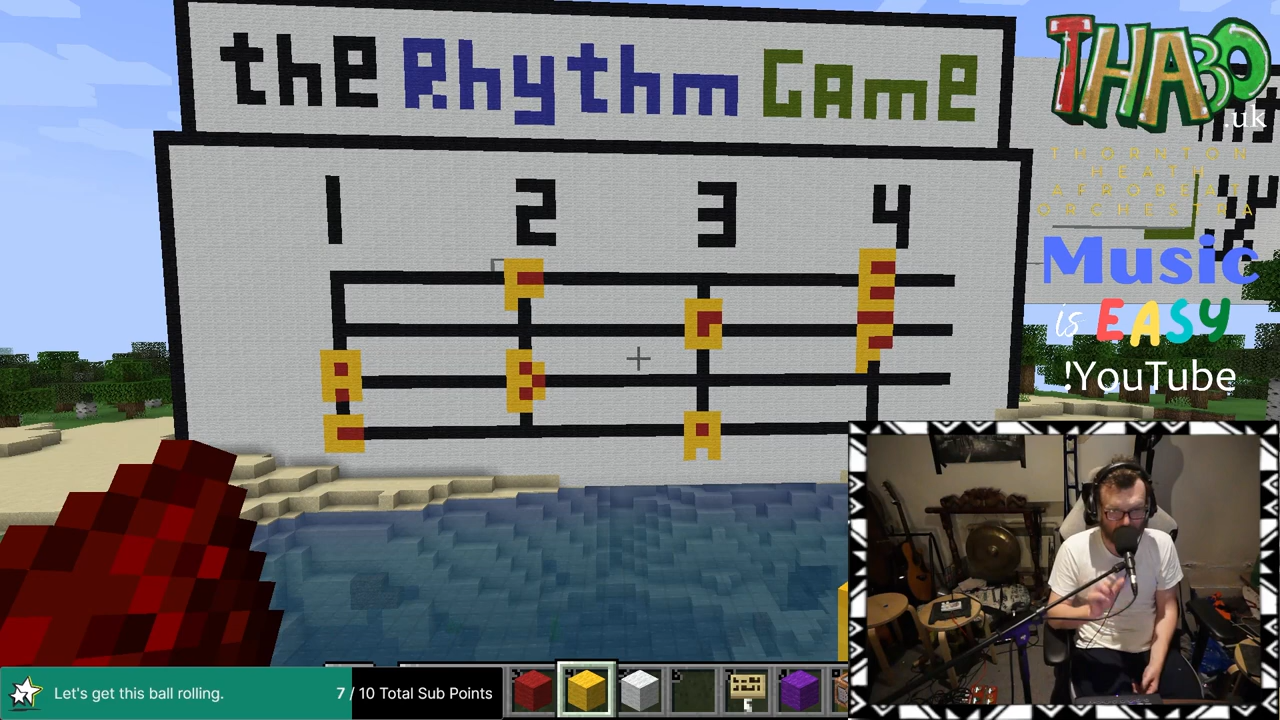 the Rhythm Game
1 2 3 4
THABO
.uk
THORNTON
HEATH
AFROBEAT
ORCHESTRA
Music
is EASY
!YouTube
A
Let's get this ball rolling.
7 / 10 Total Sub Points